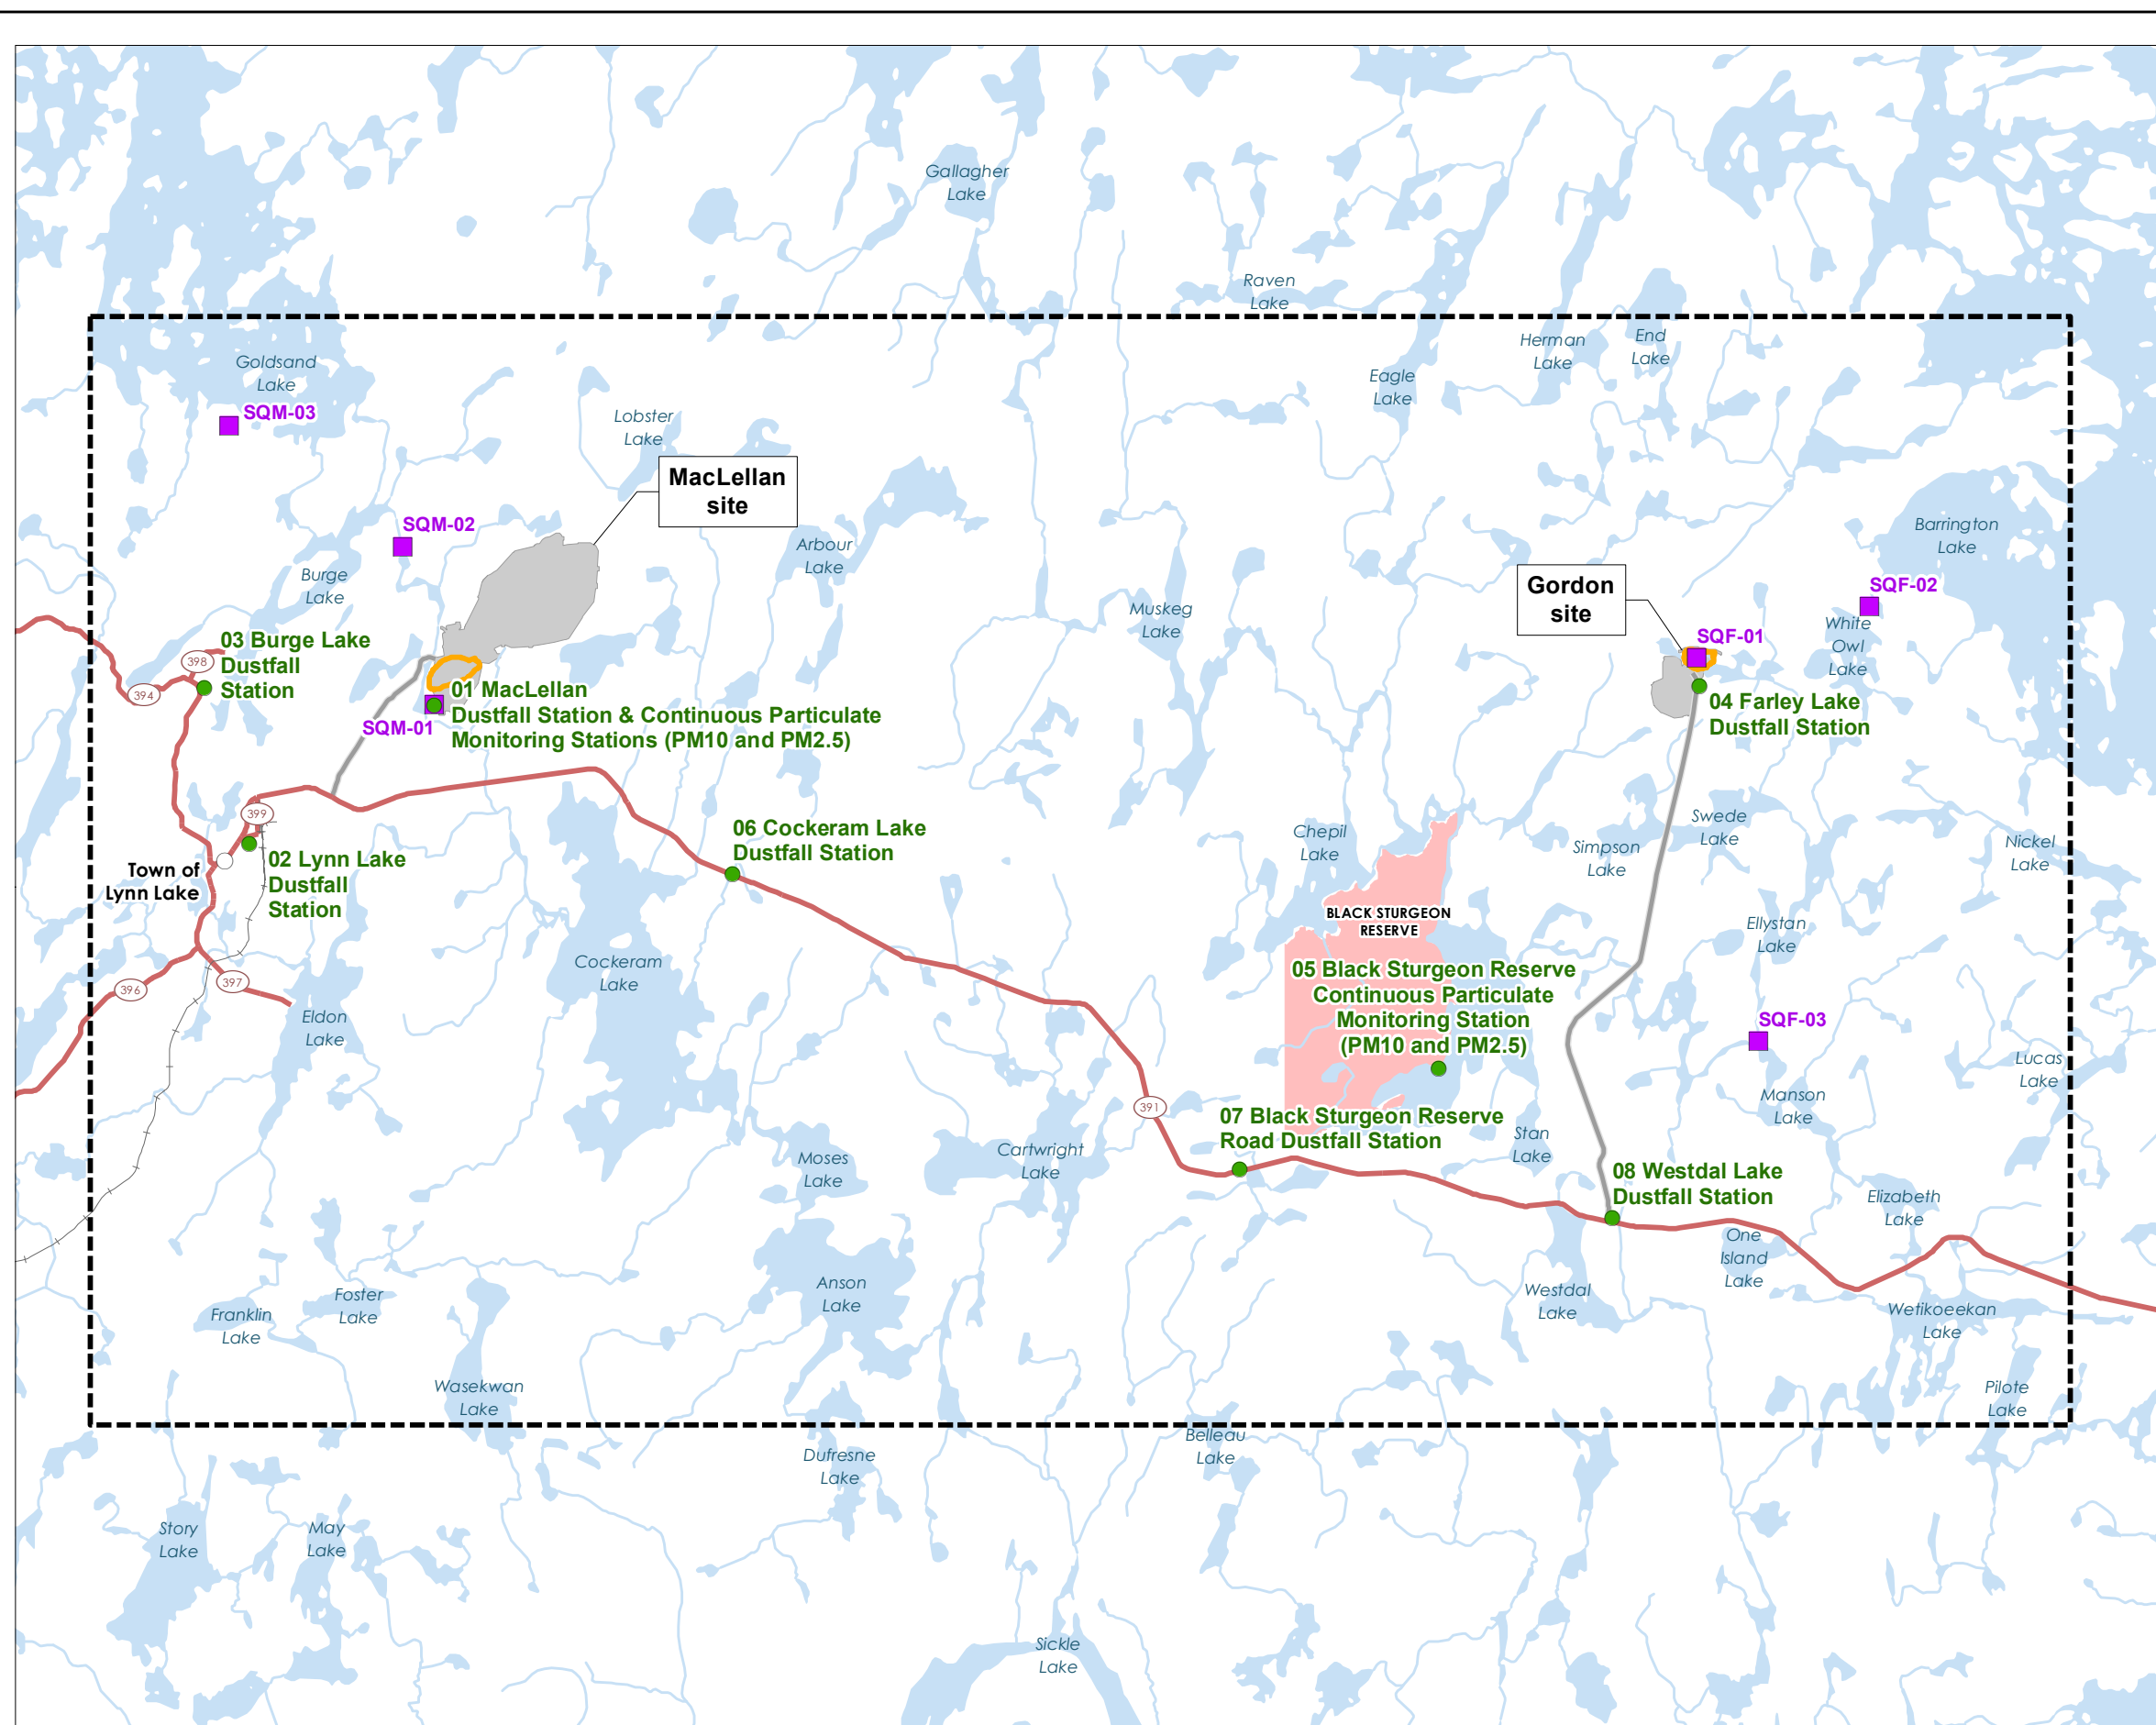 Gallagher
Lake
Raven
Lake
Goldsand
Lake
SQM-03
Lobster
Lake
MacLellan
site
Herman
Lake
End
Lake
Eagle
Lake
SQM-02
Arbour
Lake
Burge
Lake
Muskeg
Lake
Gordon
site
Barrington
Lake
SQF-02
White
Owl
Lake
SQF-01
398
394
03 Burge Lake
Dustfall
Station
01 MacLellan
Dustfall Station & Continuous Particulate
Monitoring Stations (PM10 and PM2.5)
SQM-01
04 Farley Lake
Dustfall Station
399
Town of
Lynn Lake
02 Lynn Lake
Dustfall
Station
06 Cockeram Lake
Dustfall Station
Chepil
Lake
Simpson
Lake
Swede
Lake
Nickel
Lake
BLACK STURGEON
RESERVE
Ellystan
Lake
Cockeram
Lake
05 Black Sturgeon Reserve
Continuous Particulate
Monitoring Station
(PM10 and PM2.5)
396
397
Eldon
Lake
SQF-03
Lucas
Lake
Manson
Lake
391
07 Black Sturgeon Reserve
Road Dustfall Station
Stan
Lake
Cartwright
Lake
Moses
Lake
08 Westdal Lake
Dustfall Station
Elizabeth
Lake
One
Island
Lake
Anson
Lake
Westdal
Lake
Foster
Lake
Franklin
Lake
Wetikoeekan
Lake
Wasekwan
Lake
Pilote
Lake
Belleau
Lake
Dufresne
Lake
Story
Lake
May
Lake
Sickle
Lake